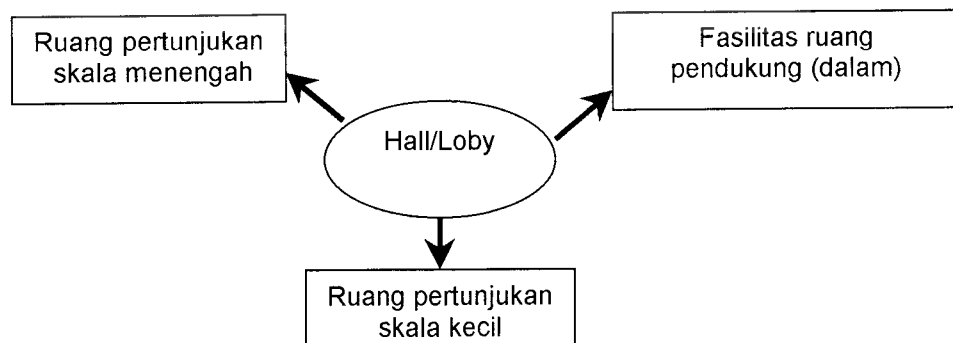 Ruang pertunjukan
skala menengah
Fasilitas ruang
pendukung (dalam)
Hall/Loby
Ruang pertunjukan
skala kecil